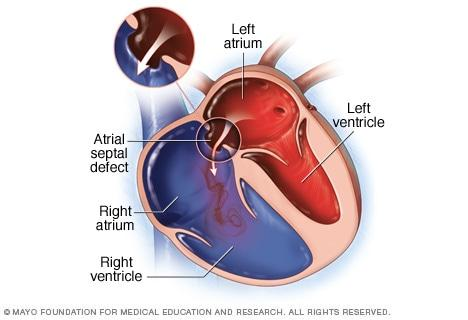 Left
atrium
Left
ventricle
Atrial
septal
defect
Right
atrium
Right
ventricle
© MAYO FOUNDATION FOR MEDICAL EDUCATION AND RESEARCH. ALL RIGHTS RESERVED.